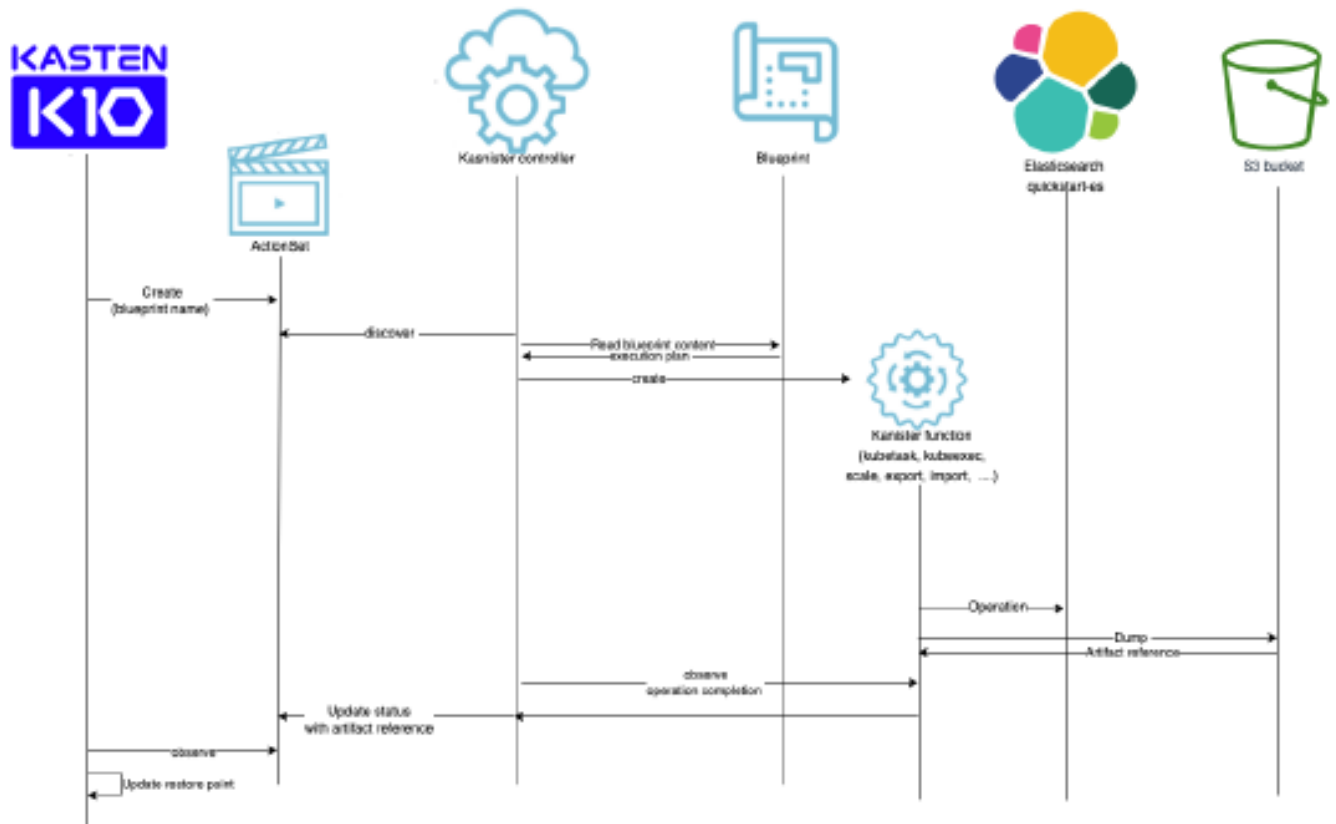 KASTEN
K10
Kasnister controller
Blueprint
Elasticsearch
quickstart-es
S3 bucket
ActionSet
Create
(blueprint name)
discover
Read blueprint content
execution plan
create
Kanister function
(kubetask, kubeexec,
scale, export, import, ....)
Operation
Dump
Artifact reference
observe
operation completion
Update status
with artifact reference
observe
Update restore point